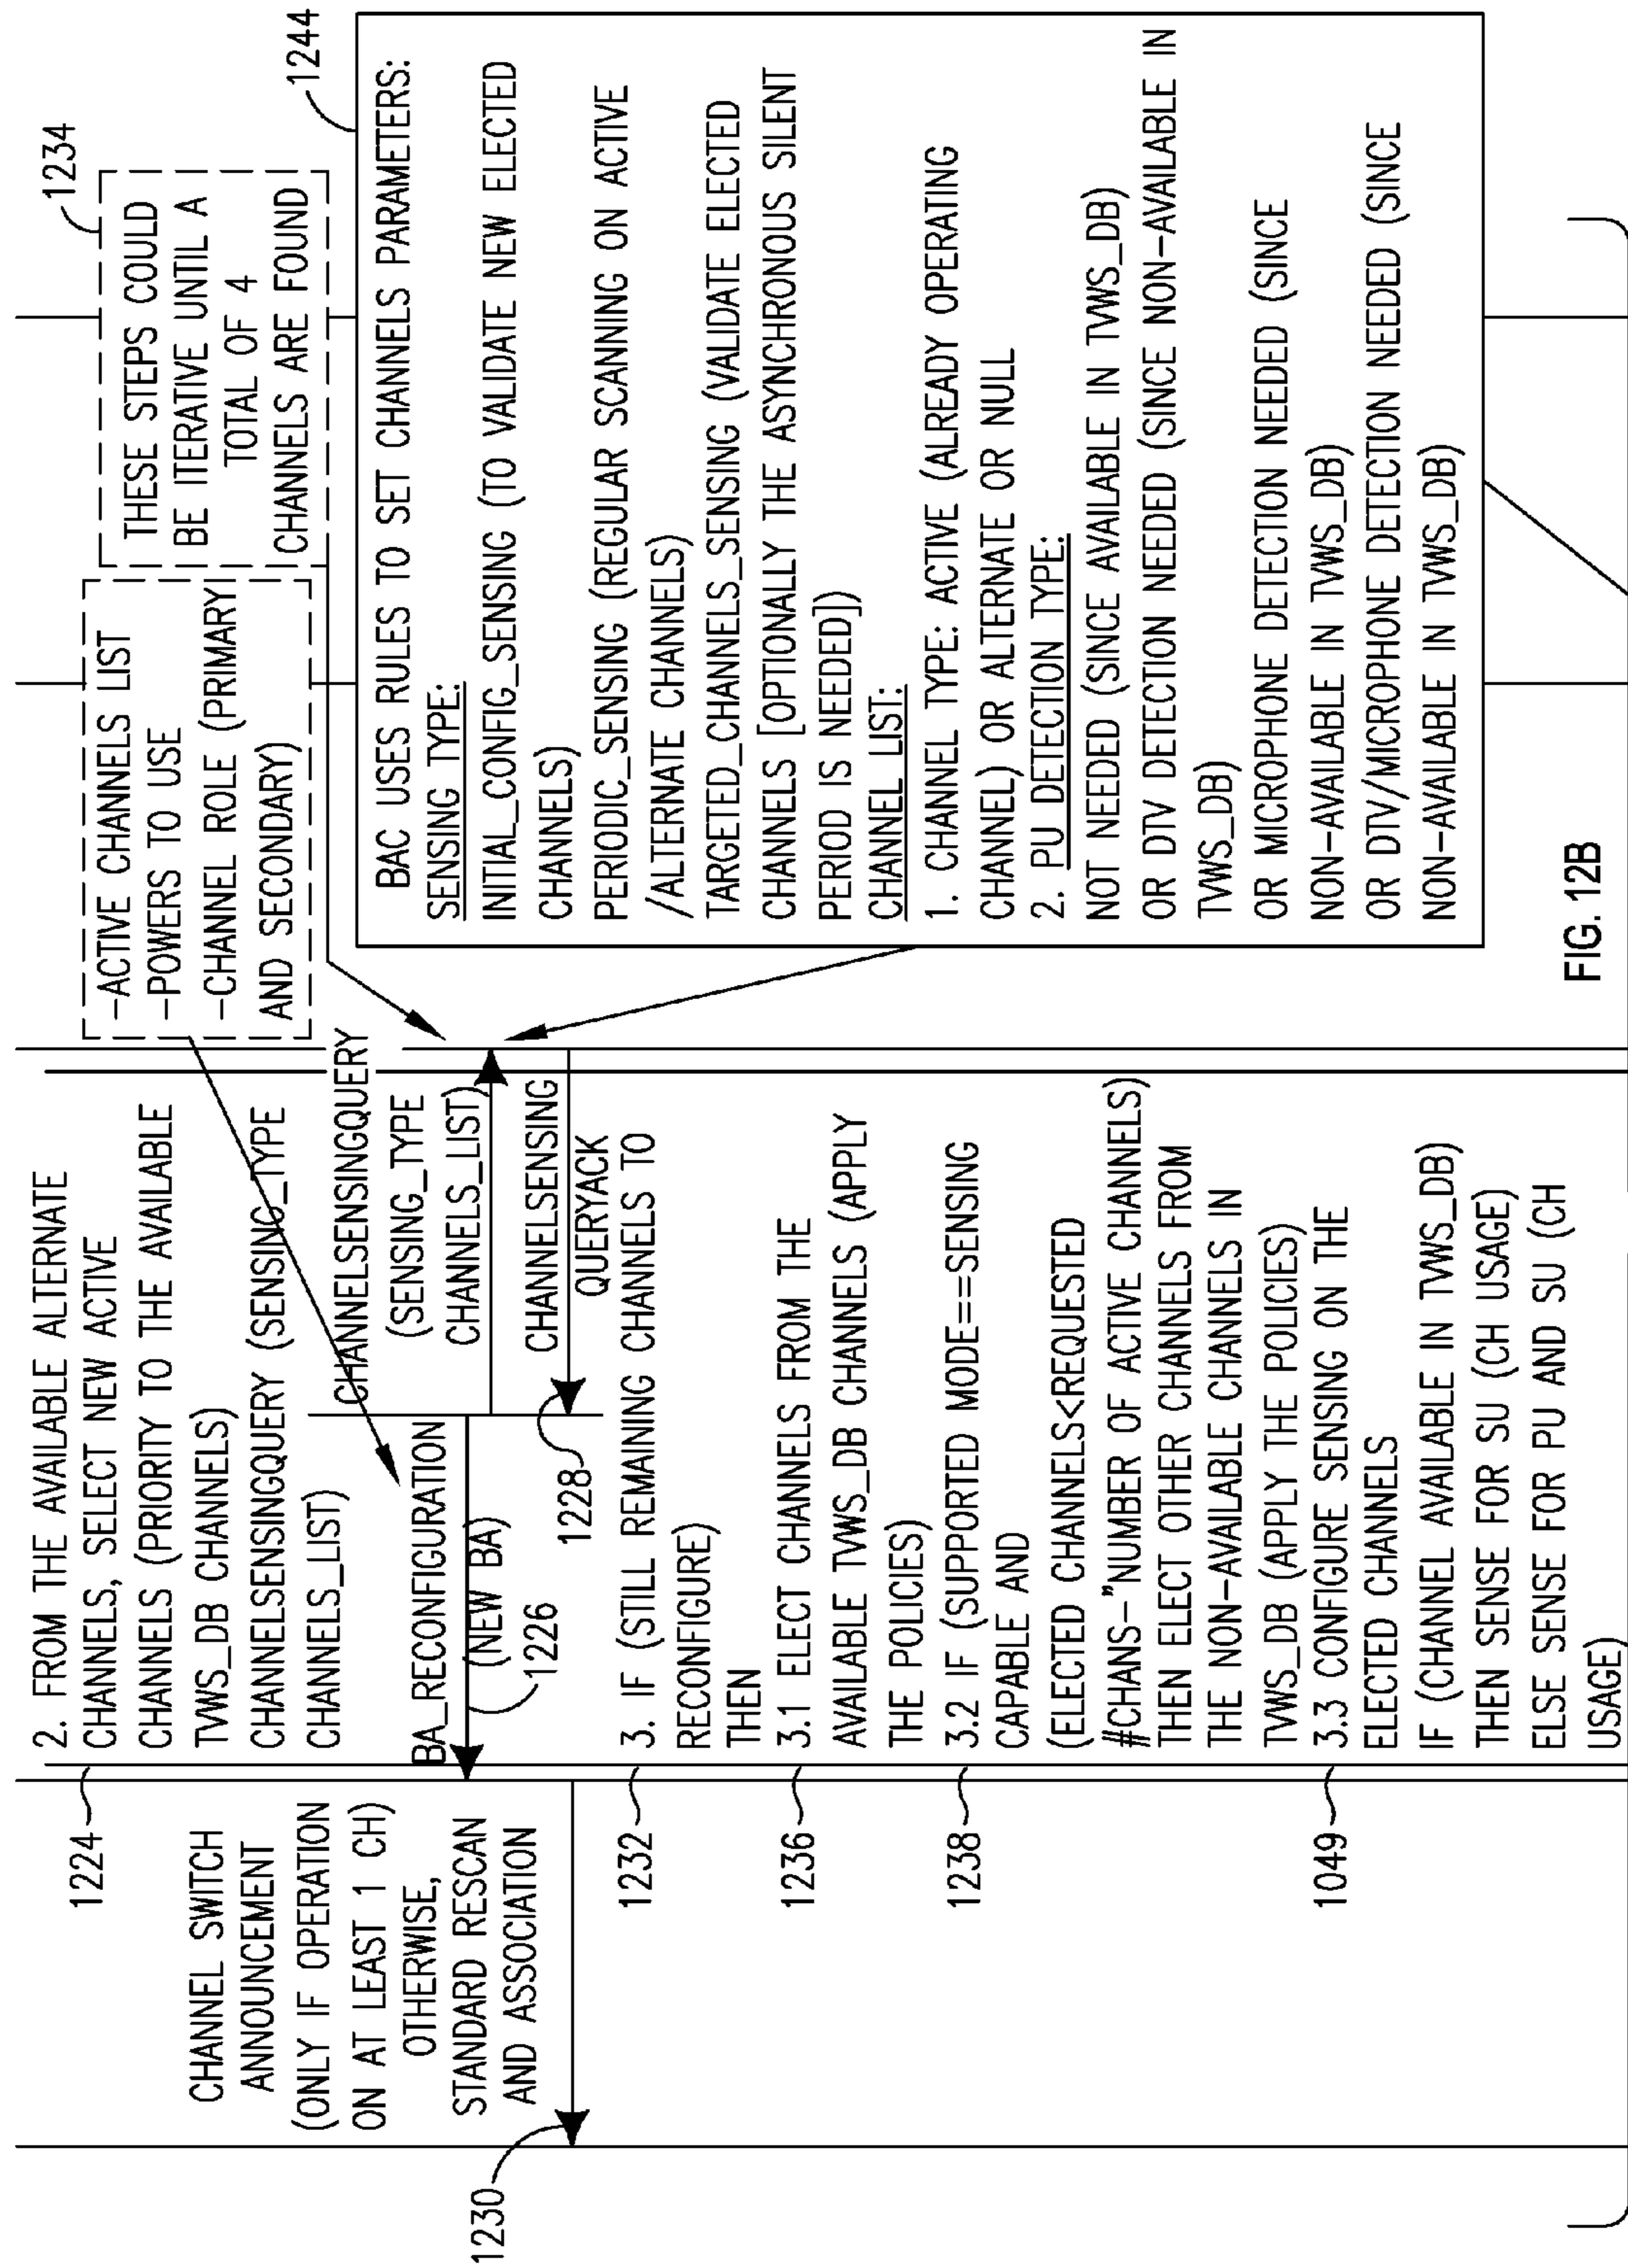 CHANNEL SWITCH
ANNOUNCEMENT
(ONLY IF OPERATION
ON AT LEAST 1 CH)
OTHERWISE,
STANDARD RESCAN
AND ASSOCIATION
1230
1224
2. FROM THE AVAILABLE ALTERNATE
CHANNELS, SELECT NEW ACTIVE
CHANNELS (PRIORITY TO THE AVAILABLE
TVWS_DB CHANNELS)
CHANNELSENSINGQUERY (SENSING_TYPE
CHANNELS_LIST)
BA_RECONFIGURATION
(NEW BA)
1226
CHANNELSENSINGQUERY
(SENSING_TYPE
CHANNELS_LIST)
CHANNELSENSING
QUERYACK
1228
1232
3. IF (STILL REMAINING CHANNELS TO
RECONFIGURE)
THEN
1236
3.1 ELECT CHANNELS FROM THE
AVAILABLE TVWS_DB CHANNELS (APPLY
THE POLICIES)
1238
3.2 IF (SUPPORTED MODE==SENSING
CAPABLE AND
(ELECTED CHANNELS<REQUESTED
#CHANS-"NUMBER OF ACTIVE CHANNELS)
THEN ELECT OTHER CHANNELS FROM
THE NON-AVAILABLE CHANNELS IN
TVWS_DB (APPLY THE POLICIES)
1049
3.3 CONFIGURE SENSING ON THE
ELECTED CHANNELS
IF (CHANNEL AVAILABLE IN TVWS_DB)
THEN SENSE FOR SU (CH USAGE)
ELSE SENSE FOR PU AND SU (CH
USAGE)
-ACTIVE CHANNELS LIST
-POWERS TO USE
-CHANNEL ROLE (PRIMARY
AND SECONDARY)
1234
THESE STEPS COULD
BE ITERATIVE UNTIL A
TOTAL OF 4
CHANNELS ARE FOUND
1244
BAC USES RULES TO SET CHANNELS PARAMETERS:
SENSING TYPE:
INITIAL_CONFIG_SENSING (TO VALIDATE NEW ELECTED
CHANNELS)
PERIODIC_SENSING (REGULAR SCANNING ON ACTIVE
/ALTERNATE CHANNELS)
TARGETED_CHANNELS_SENSING (VALIDATE ELECTED
CHANNELS [OPTIONALLY THE ASYNCHRONOUS SILENT
PERIOD IS NEEDED])
CHANNEL LIST:
1. CHANNEL TYPE: ACTIVE (ALREADY OPERATING
CHANNEL) OR ALTERNATE OR NULL
2. PU DETECTION TYPE:
NOT NEEDED (SINCE AVAILABLE IN TVWS_DB)
OR DTV DETECTION NEEDED (SINCE NON-AVAILABLE IN
TVWS_DB)
OR MICROPHONE DETECTION NEEDED (SINCE
NON-AVAILABLE IN TVWS_DB)
OR DTV/MICROPHONE DETECTION NEEDED (SINCE
NON-AVAILABLE IN TVWS_DB)
FIG. 12B